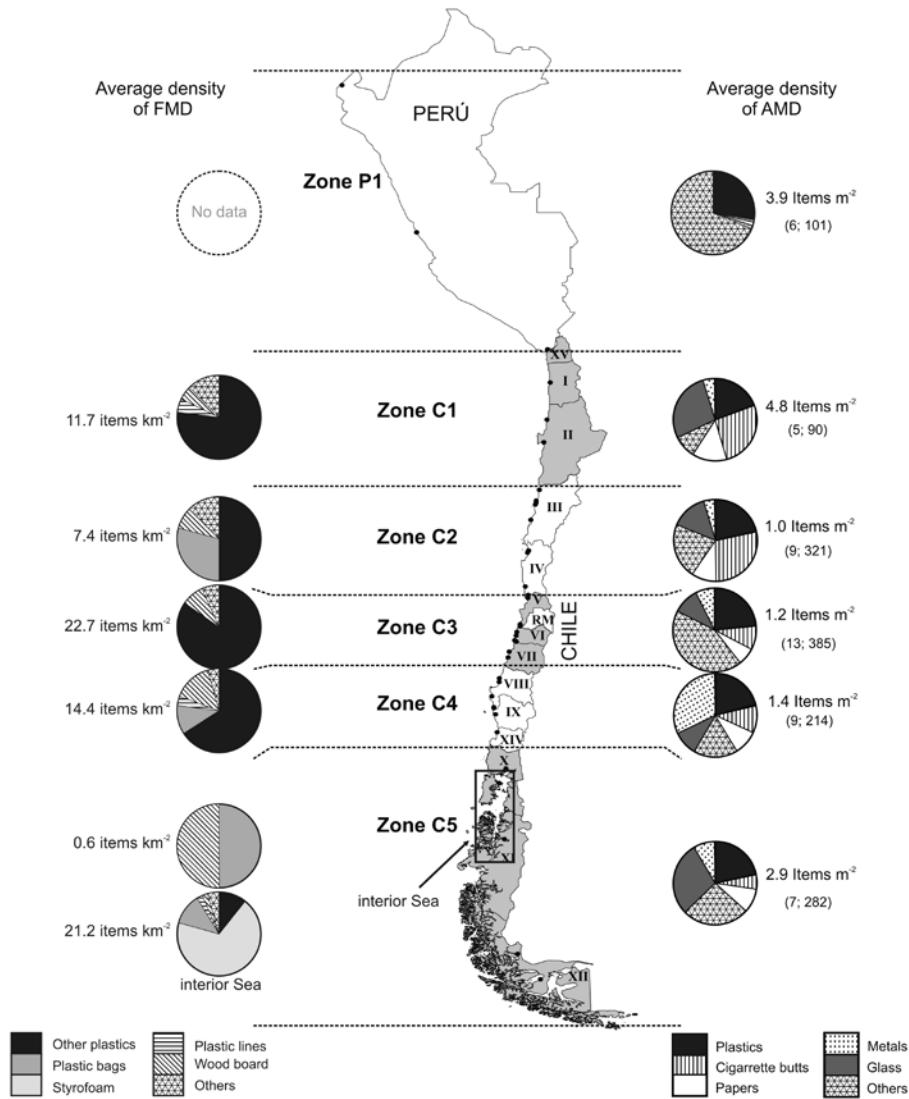 Average density
of FMD
Average density
of AMD
PERÚ
Zone P1
No data
3.9 Items m⁻²
(6; 101)
XV
I
11.7 items km⁻²
Zone C1
4.8 Items m⁻²
(5; 90)
II
III
7.4 items km⁻²
Zone C2
1.0 Items m⁻²
(9; 321)
IV
V
22.7 items km⁻²
Zone C3
RM
CHILE
1.2 Items m⁻²
(13; 385)
VI
VII
14.4 items km⁻²
Zone C4
VIII
1.4 Items m⁻²
(9; 214)
IX
XIV
X
0.6 items km⁻²
Zone C5
XI
2.9 Items m⁻²
(7; 282)
interior Sea
21.2 items km⁻²
interior Sea
XII
Other plastics
Plastic bags
Styrofoam
Plastic lines
Wood board
Others
Plastics
Cigarrette butts
Papers
Metals
Glass
Others